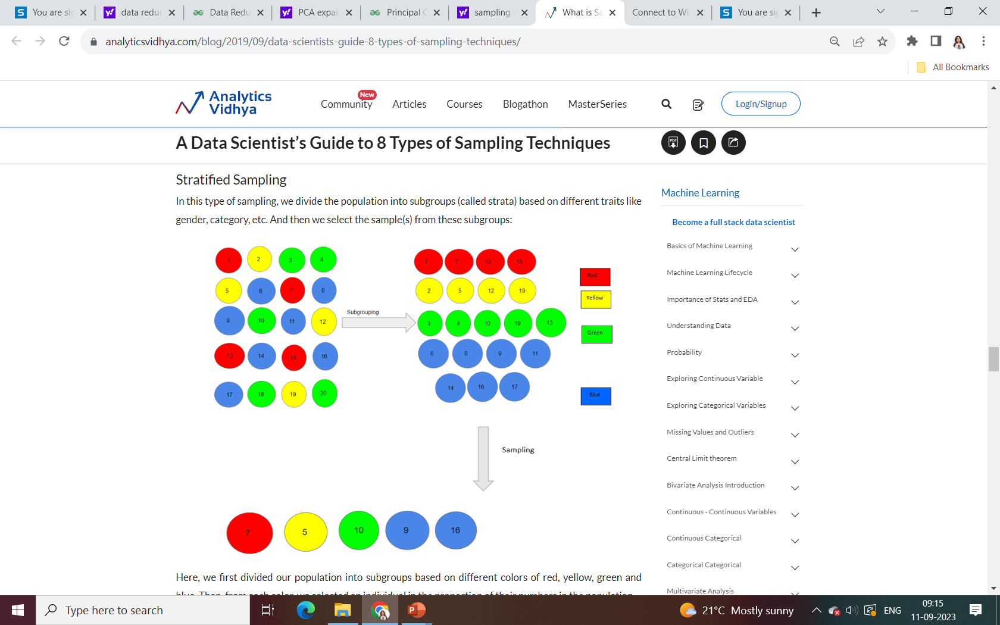 You are sig
data reduc
Data Redu
PCA expai
Principal C
sampling
What is Sa
Connect to Wi
You are sig
analyticsvidhya.com/blog/2019/09/data-scientists-guide-8-types-of-sampling-techniques/
All Bookmarks
Analytics
Vidhya
New
Community
Articles
Courses
Blogathon
MasterSeries
Login/Signup
A Data Scientist's Guide to 8 Types of Sampling Techniques
PDF
Stratified Sampling
In this type of sampling, we divide the population into subgroups (called strata) based on different traits like
gender, category, etc. And then we select the sample(s) from these subgroups:
1 2 3 4
5 6 7 8
9 10 11 12
13 14 15 16
17 18 19 20
Subgrouping
1 7 13 15
2 5 12 19
3 4 10 19 13
6 8 9 11
14 16 17
Red
Yellow
Green
Blue
Sampling
7 5 10 9 16
Here, we first divided our population into subgroups based on different colors of red, yellow, green and
blue. Then, from each color, we selected an individual in the proportion of their numbers in the population.
Machine Learning
Become a full stack data scientist
Basics of Machine Learning
Machine Learning Lifecycle
Importance of Stats and EDA
Understanding Data
Probability
Exploring Continuous Variable
Exploring Categorical Variables
Missing Values and Outliers
Central Limit theorem
Bivariate Analysis Introduction
Continuous - Continuous Variables
Continuous Categorical
Categorical Categorical
Multivariate Analysis
Type here to search
21°C Mostly sunny
ENG
09:15
11-09-2023